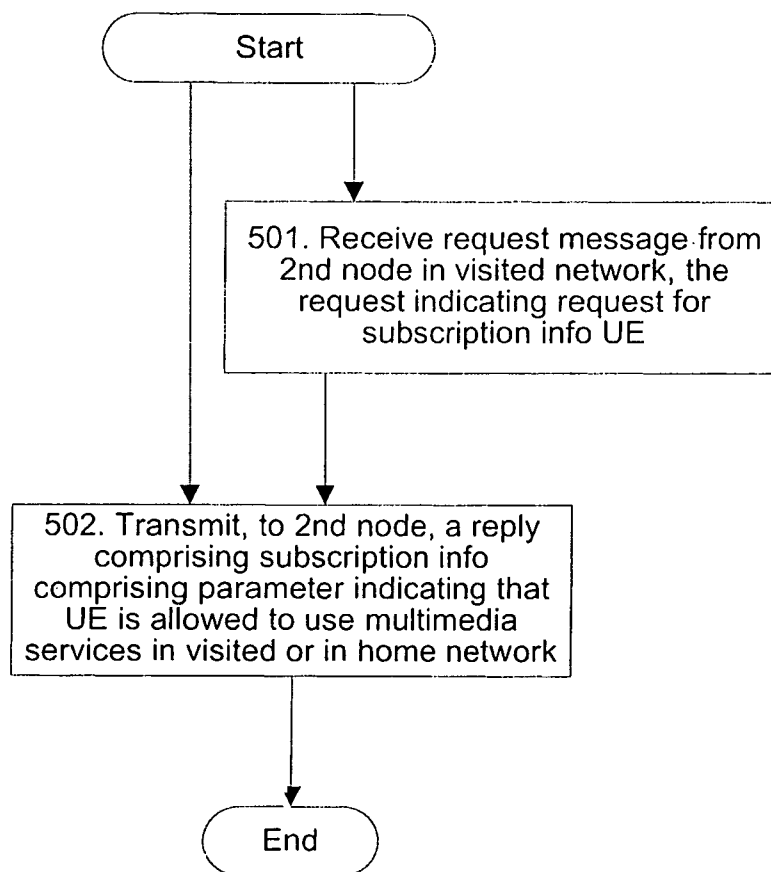 Start
501. Receive request message from
2nd node in visited network, the
request indicating request for
subscription info UE
502. Transmit, to 2nd node, a reply
comprising subscription info
comprising parameter indicating that
UE is allowed to use multimedia
services in visited or in home network
End